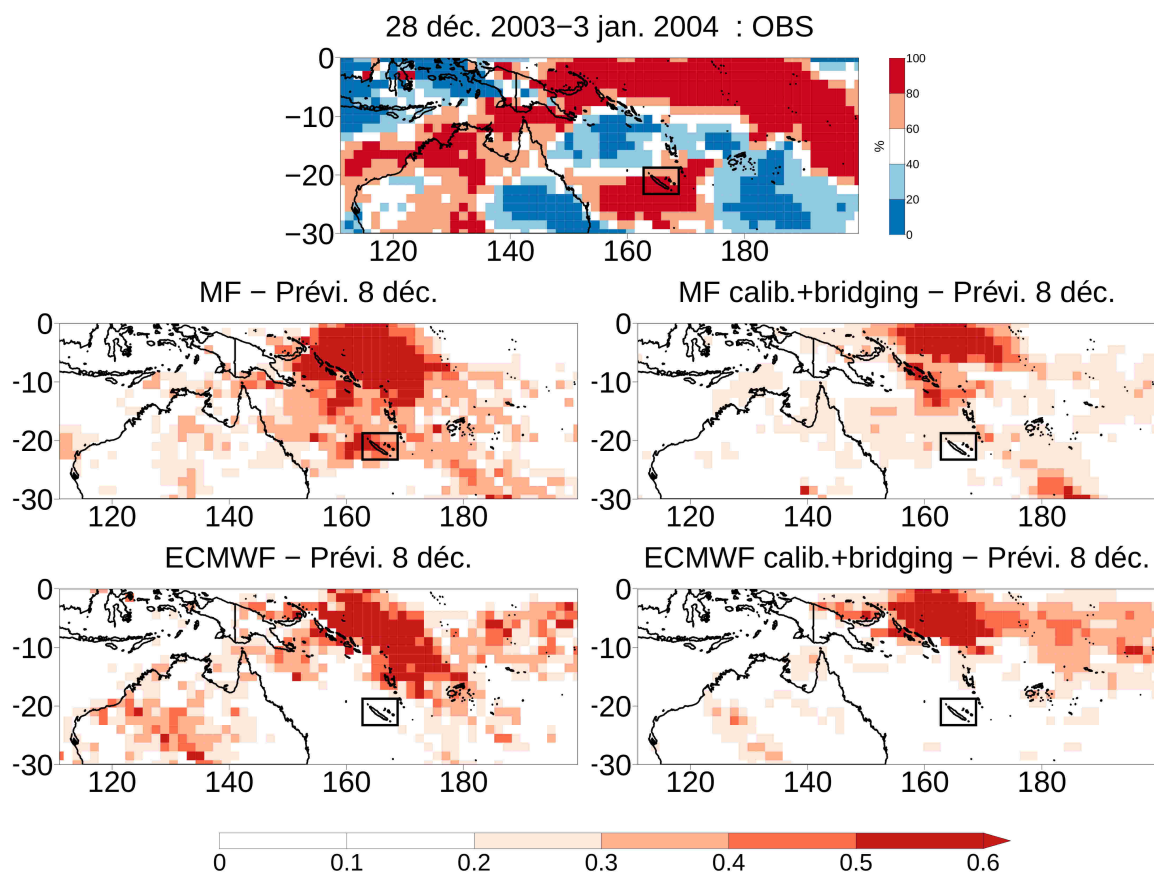 28 déc. 2003−3 jan. 2004 : OBS
0
−10
−20
−30
120 140 160 180
100
80
60
40
20
0
%
MF − Prévi. 8 déc.
0
-10
-20
-30
120 140 160 180
MF calib.+bridging − Prévi. 8 déc.
0
-10
-20
-30
120 140 160 180
ECMWF − Prévi. 8 déc.
0
-10
-20
-30
120 140 160 180
ECMWF calib.+bridging − Prévi. 8 déc.
0
-10
-20
-30
120 140 160 180
0 0.1 0.2 0.3 0.4 0.5 0.6